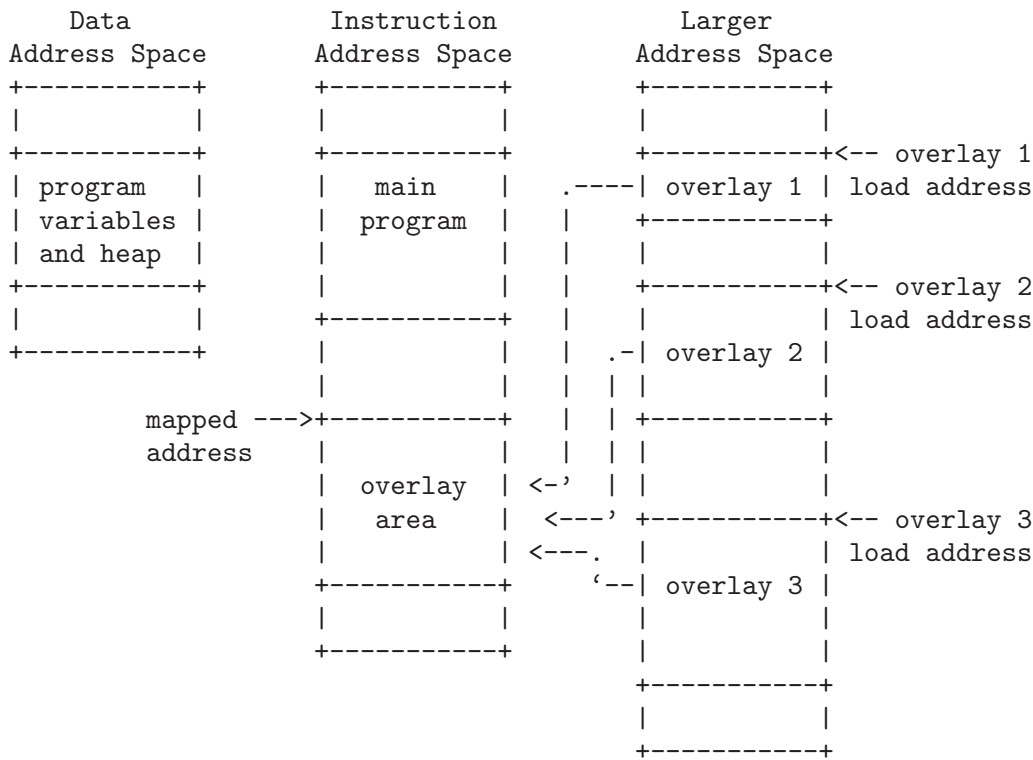 Data Instruction Larger
Address Space Address Space Address Space
+-----------+ +-----------+ +-----------+
| | | | | |
+-----------+ +-----------+ +-----------+<-- overlay 1
| program | | main | .----| overlay 1 | load address
| variables | | program | | +-----------+
| and heap | | | | | |
+-----------+ | | | +-----------+<-- overlay 2
| | +-----------+ | | | load address
+-----------+ | | | .-| overlay 2 |
| | | | | |
mapped --->+-----------+ | | +-----------+
address | | | | | |
| overlay | <-’ | | |
| area | <---’ +-----------+<-- overlay 3
| | <---. | | load address
+-----------+ ‘--| overlay 3 |
| | | |
+-----------+ | |
+-----------+
| |
+-----------+